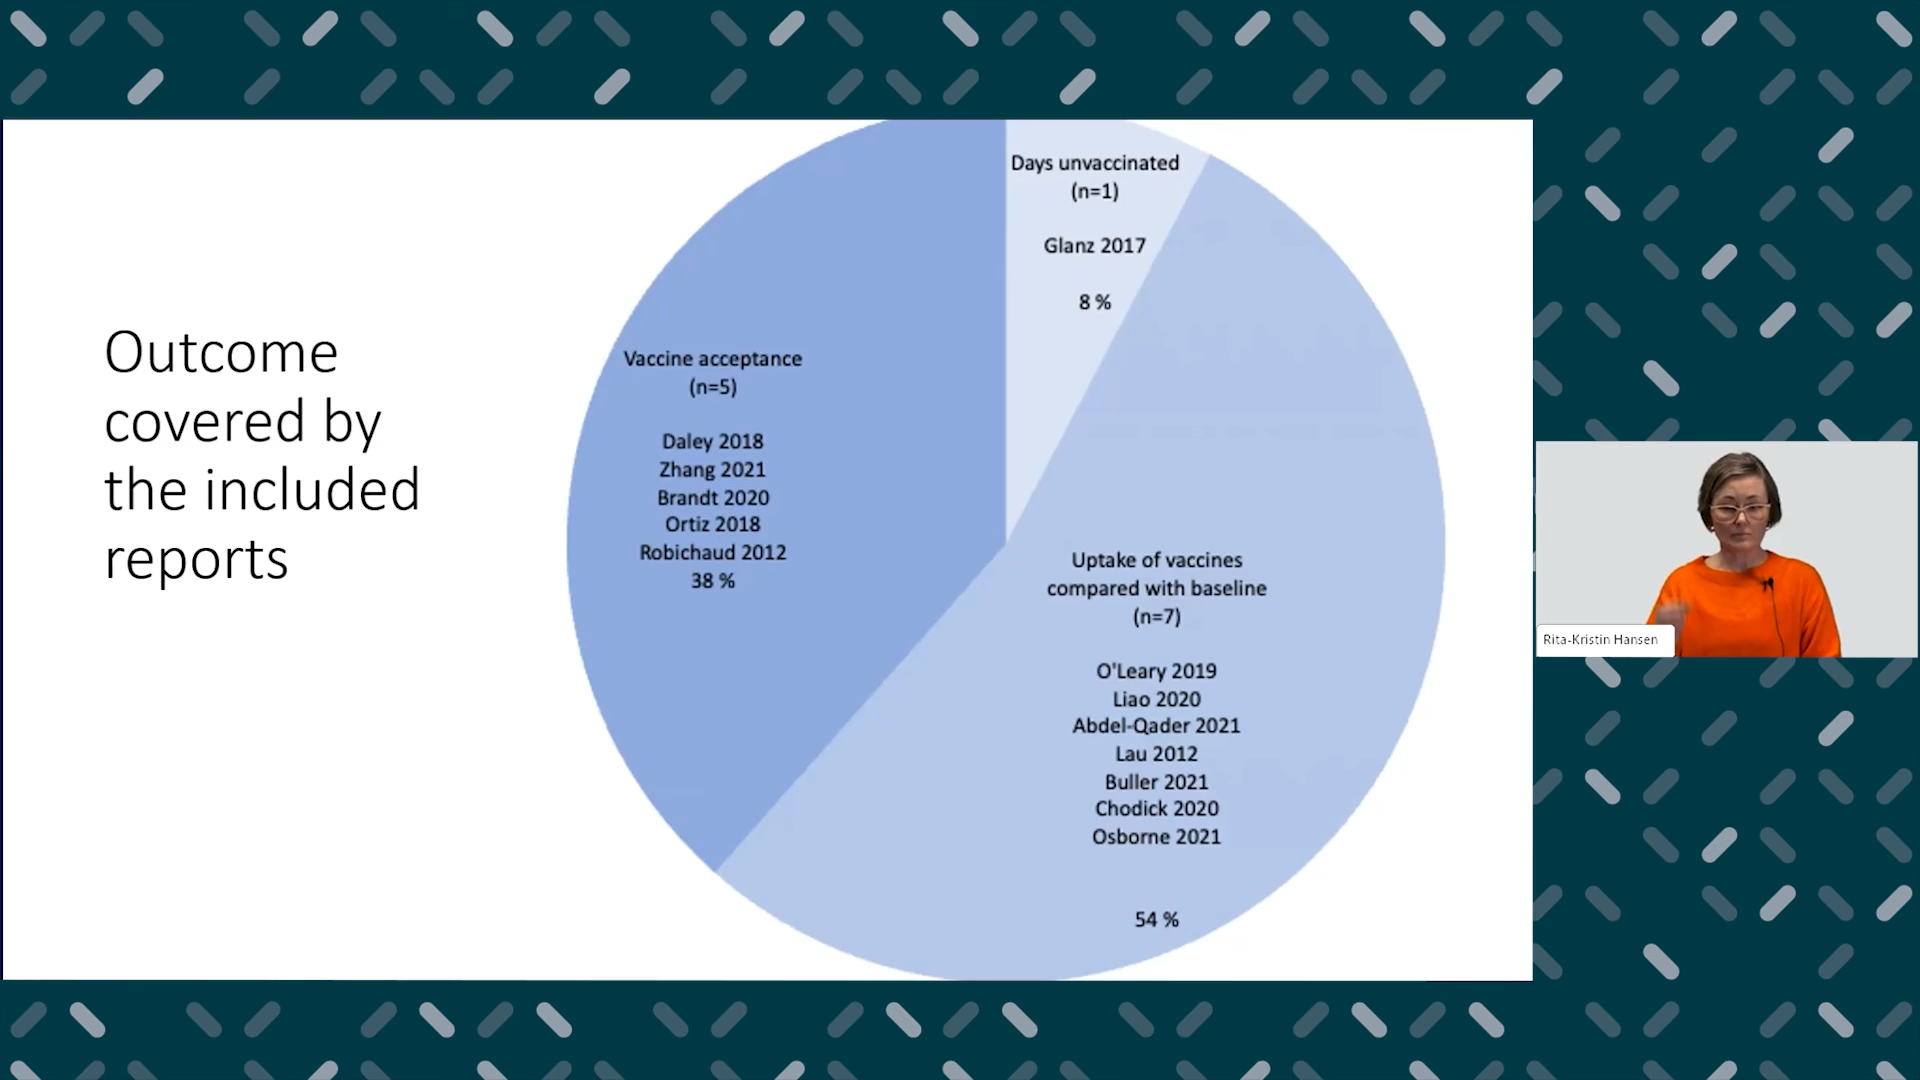 Outcome
covered by
the included
reports
Days unvaccinated
(n=1)
Glanz 2017
8 %
Vaccine acceptance
(n=5)
Daley 2018
Zhang 2021
Brandt 2020
Ortiz 2018
Robichaud 2012
38 %
Uptake of vaccines
compared with baseline
(n=7)
O'Leary 2019
Liao 2020
Abdel-Qader 2021
Lau 2012
Buller 2021
Chodick 2020
Osborne 2021
54 %
Rita-Kristin Hansen